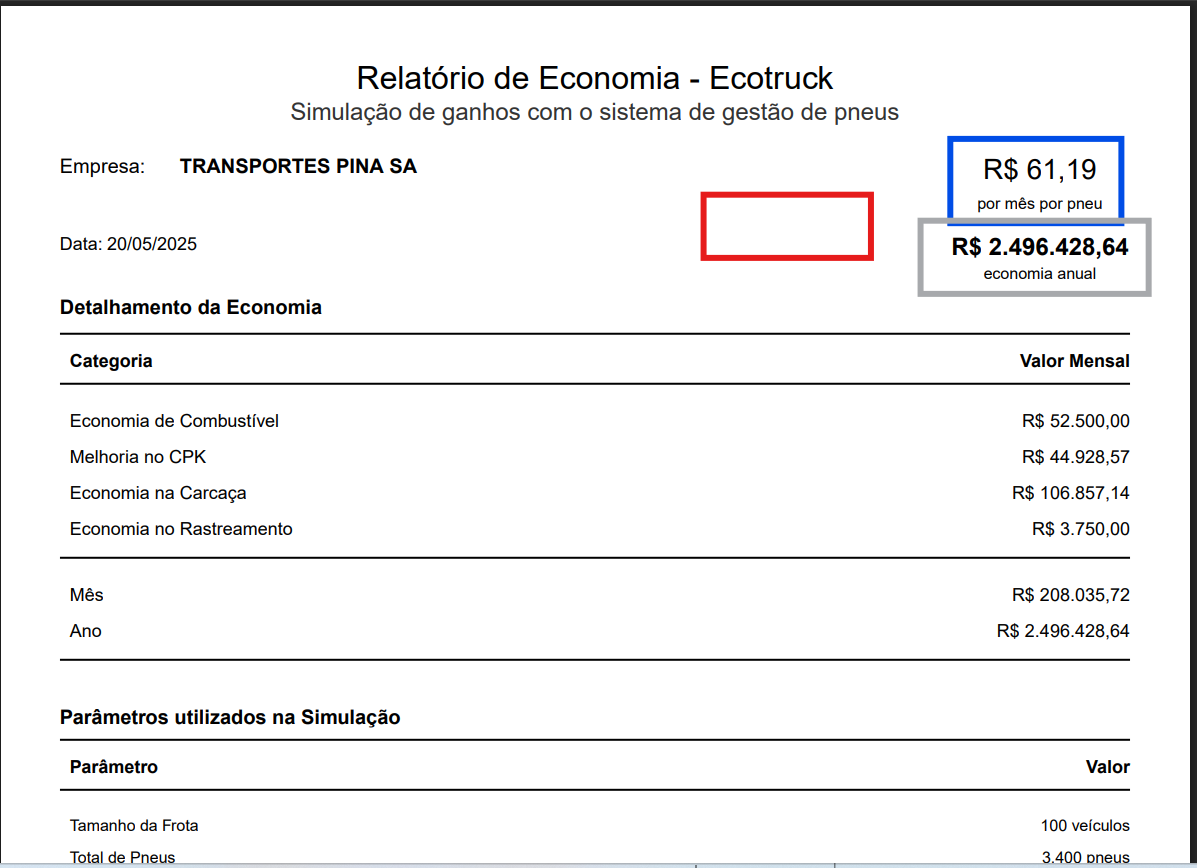 Relatório de Economia - Ecotruck
Simulação de ganhos com o sistema de gestão de pneus
Empresa: TRANSPORTES PINA SA
R$ 61,19
por mês por pneu
Data: 20/05/2025
R$ 2.496.428,64
economia anual
Detalhamento da Economia
Categoria Valor Mensal
Economia de Combustível R$ 52.500,00
Melhoria no CPK R$ 44.928,57
Economia na Carcaça R$ 106.857,14
Economia no Rastreamento R$ 3.750,00
Mês R$ 208.035,72
Ano R$ 2.496.428,64
Parâmetros utilizados na Simulação
Parâmetro Valor
Tamanho da Frota 100 veículos
Total de Pneus 3.400 pneus